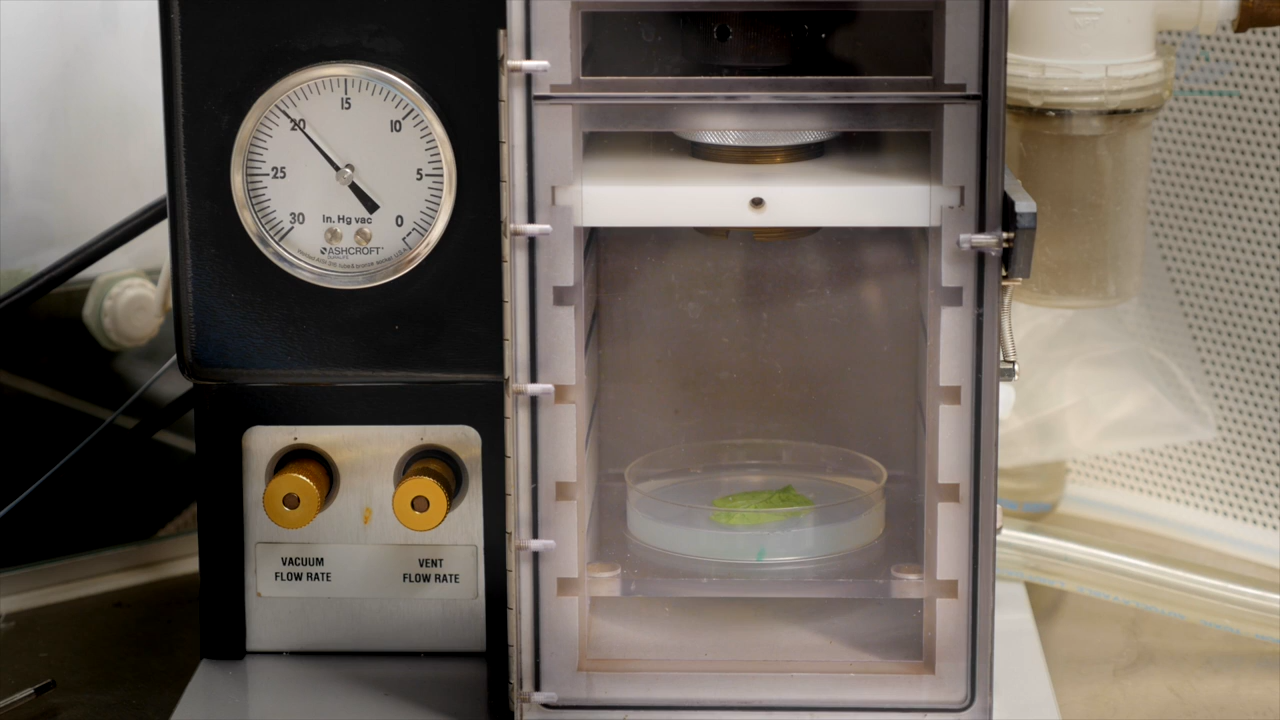 15
20
10
25
5
30
0
In. Hg vac
ASHCROFT
VACUUM
FLOW RATE
VENT
FLOW RATE